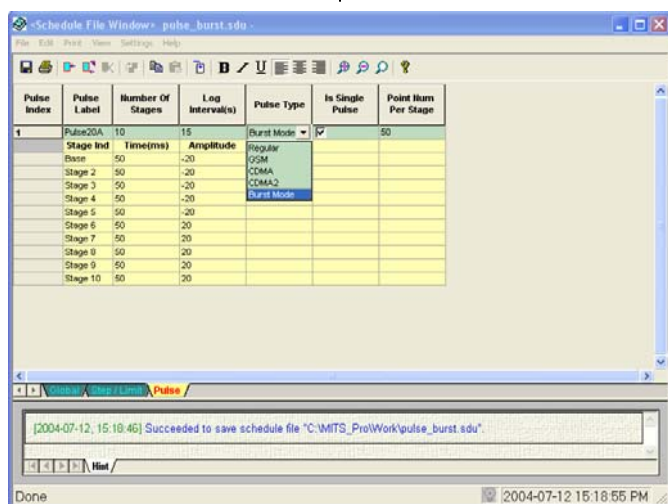 <Schedule File Window> pulse_burst.sdu -
File Edit Print View Settings Help
B I U
Pulse Index Pulse Label Number Of Stages Log Interval(s) Pulse Type Is Single Pulse Point Num Per Stage
1 Pulse20A 10 15 Burst Mode 50
Stage Ind Time(ms) Amplitude
Regular
GSM
CDMA
CDMA2
Burst Mode
Base 50 -20
Stage 2 50 -20
Stage 3 50 -20
Stage 4 50 -20
Stage 5 50 -20
Stage 6 50 20
Stage 7 50 20
Stage 8 50 20
Stage 9 50 20
Stage 10 50 20
Global Step / Limit Pulse
[2004-07-12, 15:18:46] Succeeded to save schedule file "C:\MITS_Pro\Work\pulse_burst.sdu".
Hint
Done 2004-07-12 15:18:55 PM